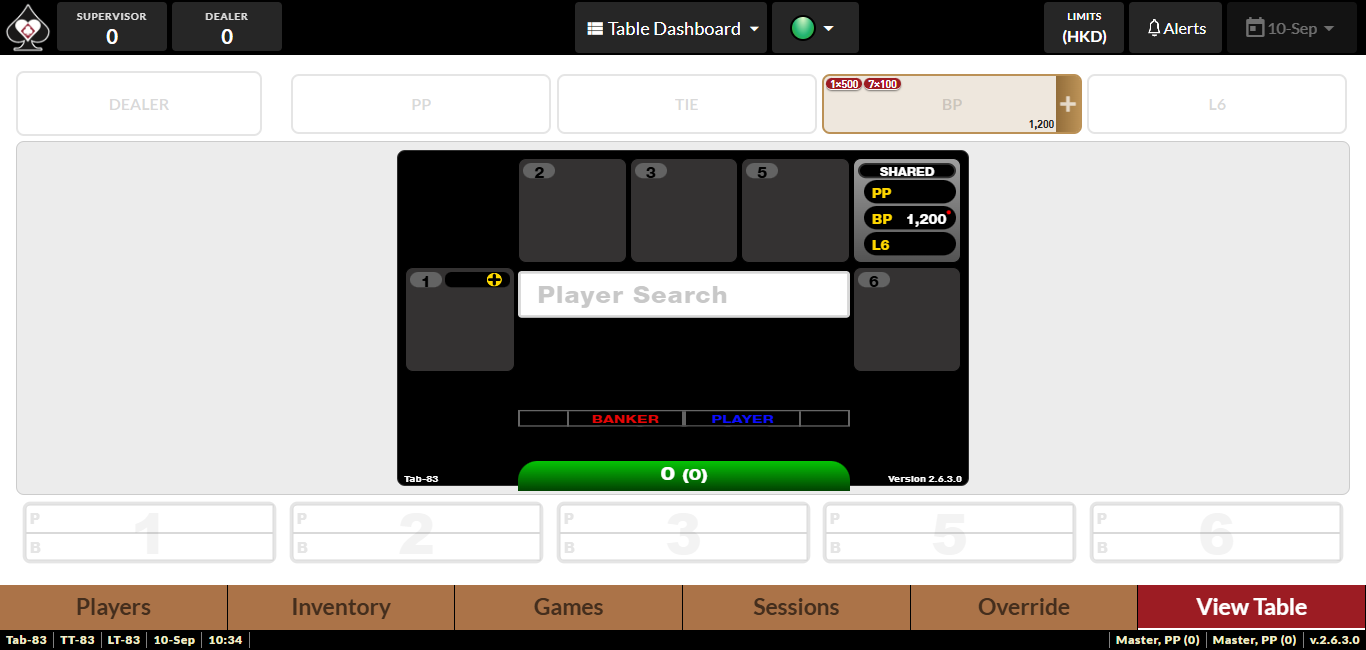 SUPERVISOR
0
DEALER
0
Table Dashboard
LIMITS
(HKD)
Alerts
10-Sep
DEALER
PP
TIE
1×500 7×100
BP
+
1,200
L6
2
3
5
SHARED
PP
BP 1,200
L6
1
Player Search
6
BANKER PLAYER
0 (0)
Tab-83
Version 2.6.3.0
P
B
1
P
B
2
P
B
3
P
B
5
P
B
6
Players
Inventory
Games
Sessions
Override
View Table
Tab-83 TT-83 LT-83 10-Sep 10:34
Master, PP (0) Master, PP (0) v.2.6.3.0